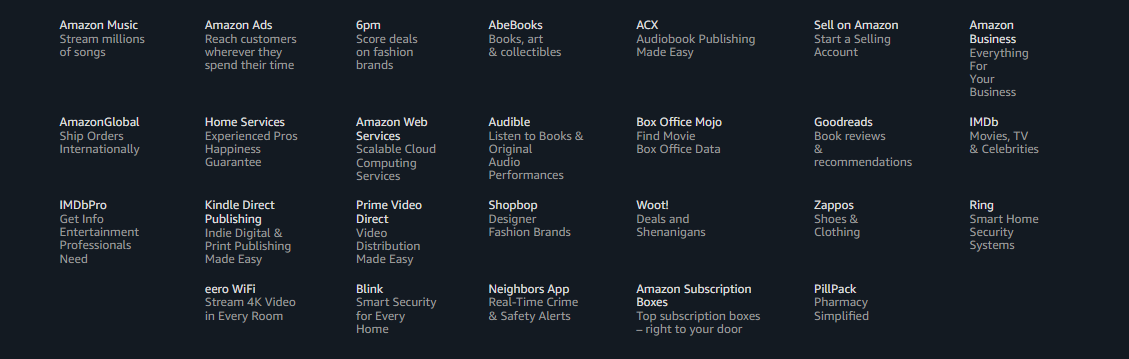 Amazon Music
Stream millions
of songs
Amazon Ads
Reach customers
wherever they
spend their time
6pm
Score deals
on fashion
brands
AbeBooks
Books, art
& collectibles
ACX
Audiobook Publishing
Made Easy
Sell on Amazon
Start a Selling
Account
Amazon
Business
Everything
For
Your
Business
AmazonGlobal
Ship Orders
Internationally
Home Services
Experienced Pros
Happiness
Guarantee
Amazon Web
Services
Scalable Cloud
Computing
Services
Audible
Listen to Books &
Original
Audio
Performances
Box Office Mojo
Find Movie
Box Office Data
Goodreads
Book reviews
&
recommendations
IMDb
Movies, TV
& Celebrities
IMDbPro
Get Info
Entertainment
Professionals
Need
Kindle Direct
Publishing
Indie Digital &
Print Publishing
Made Easy
Prime Video
Direct
Video
Distribution
Made Easy
Shopbop
Designer
Fashion Brands
Woot!
Deals and
Shenanigans
Zappos
Shoes &
Clothing
Ring
Smart Home
Security
Systems
eero WiFi
Stream 4K Video
in Every Room
Blink
Smart Security
for Every
Home
Neighbors App
Real-Time Crime
& Safety Alerts
Amazon Subscription
Boxes
Top subscription boxes
– right to your door
PillPack
Pharmacy
Simplified